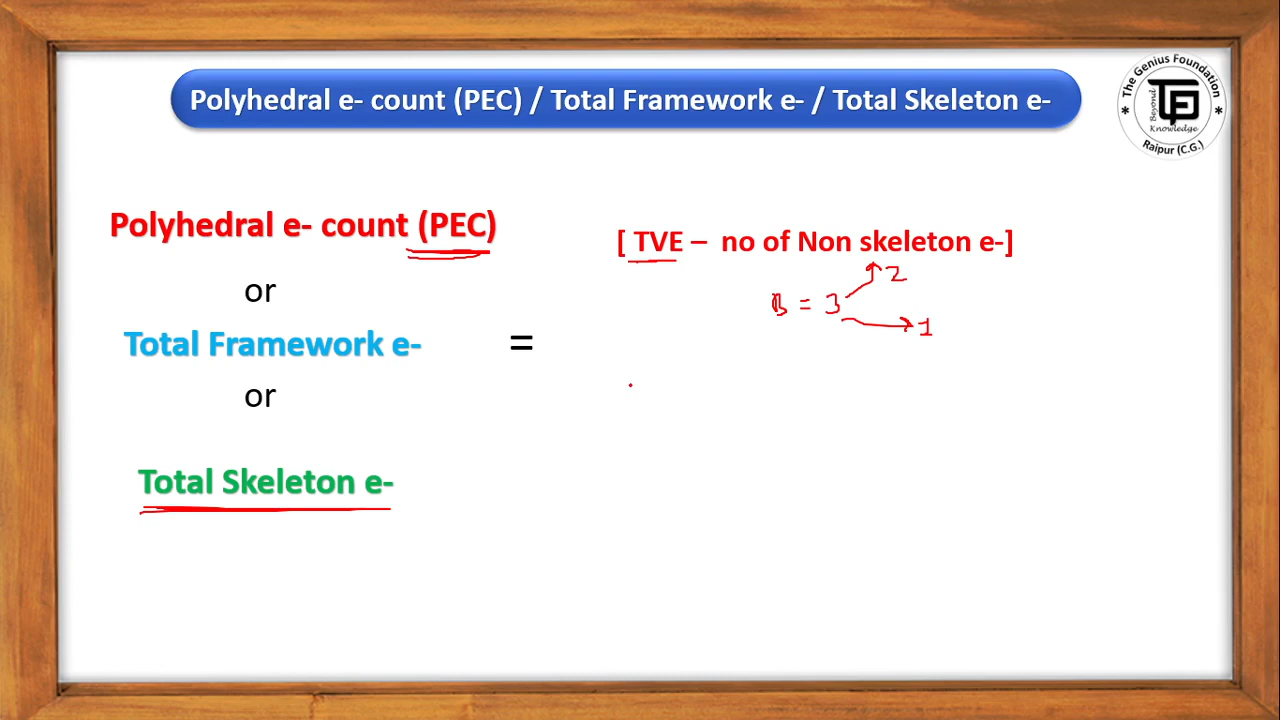 Polyhedral e- count (PEC) / Total Framework e- / Total Skeleton e-
The Genius Foundation
Beyond
TGF
Knowledge
* Raipur (C.G.) *
Polyhedral e- count (PEC)
[ TVE – no of Non skeleton e-]
2
B = 3
1
or
Total Framework e-
=
or
Total Skeleton e-